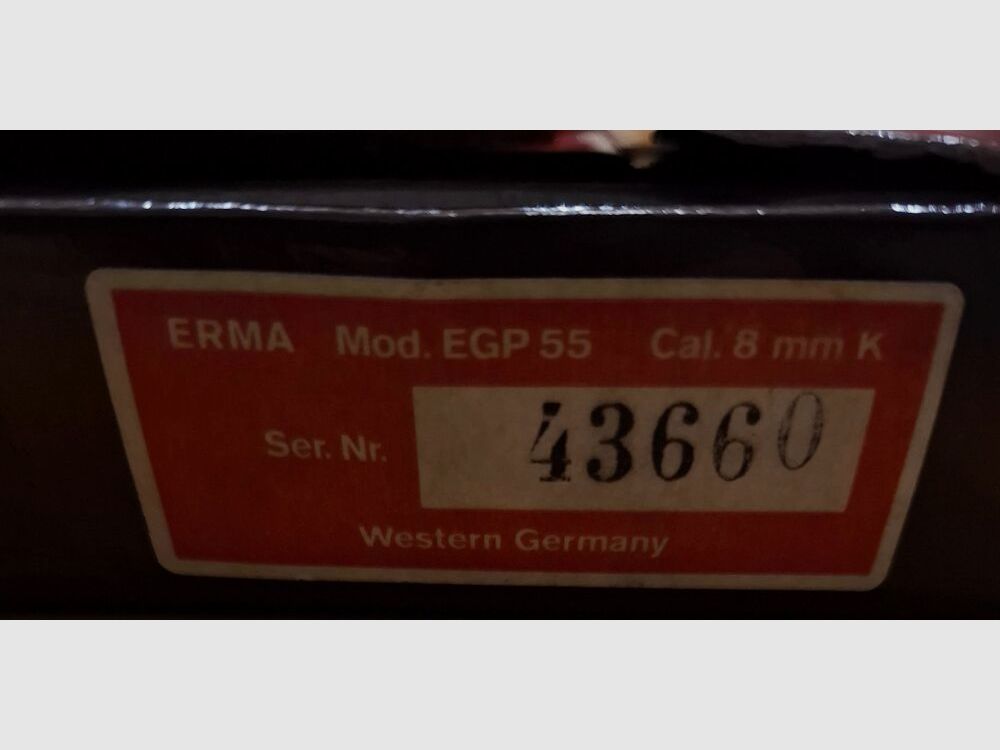 ERMA Mod. EGP 55 Cal. 8 mm K
Ser. Nr. 43660
Western Germany